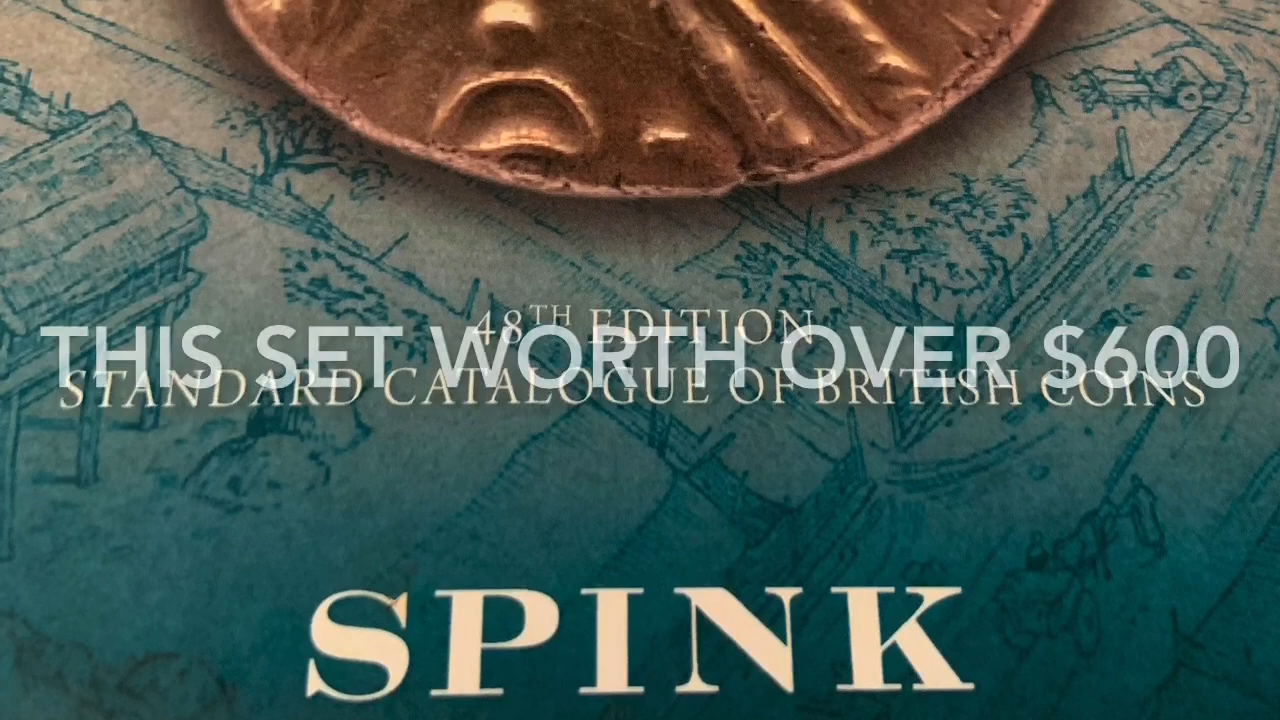 48TH EDITION
THIS SET WORTH OVER $600
STANDARD CATALOGUE OF BRITISH COINS
SPINK